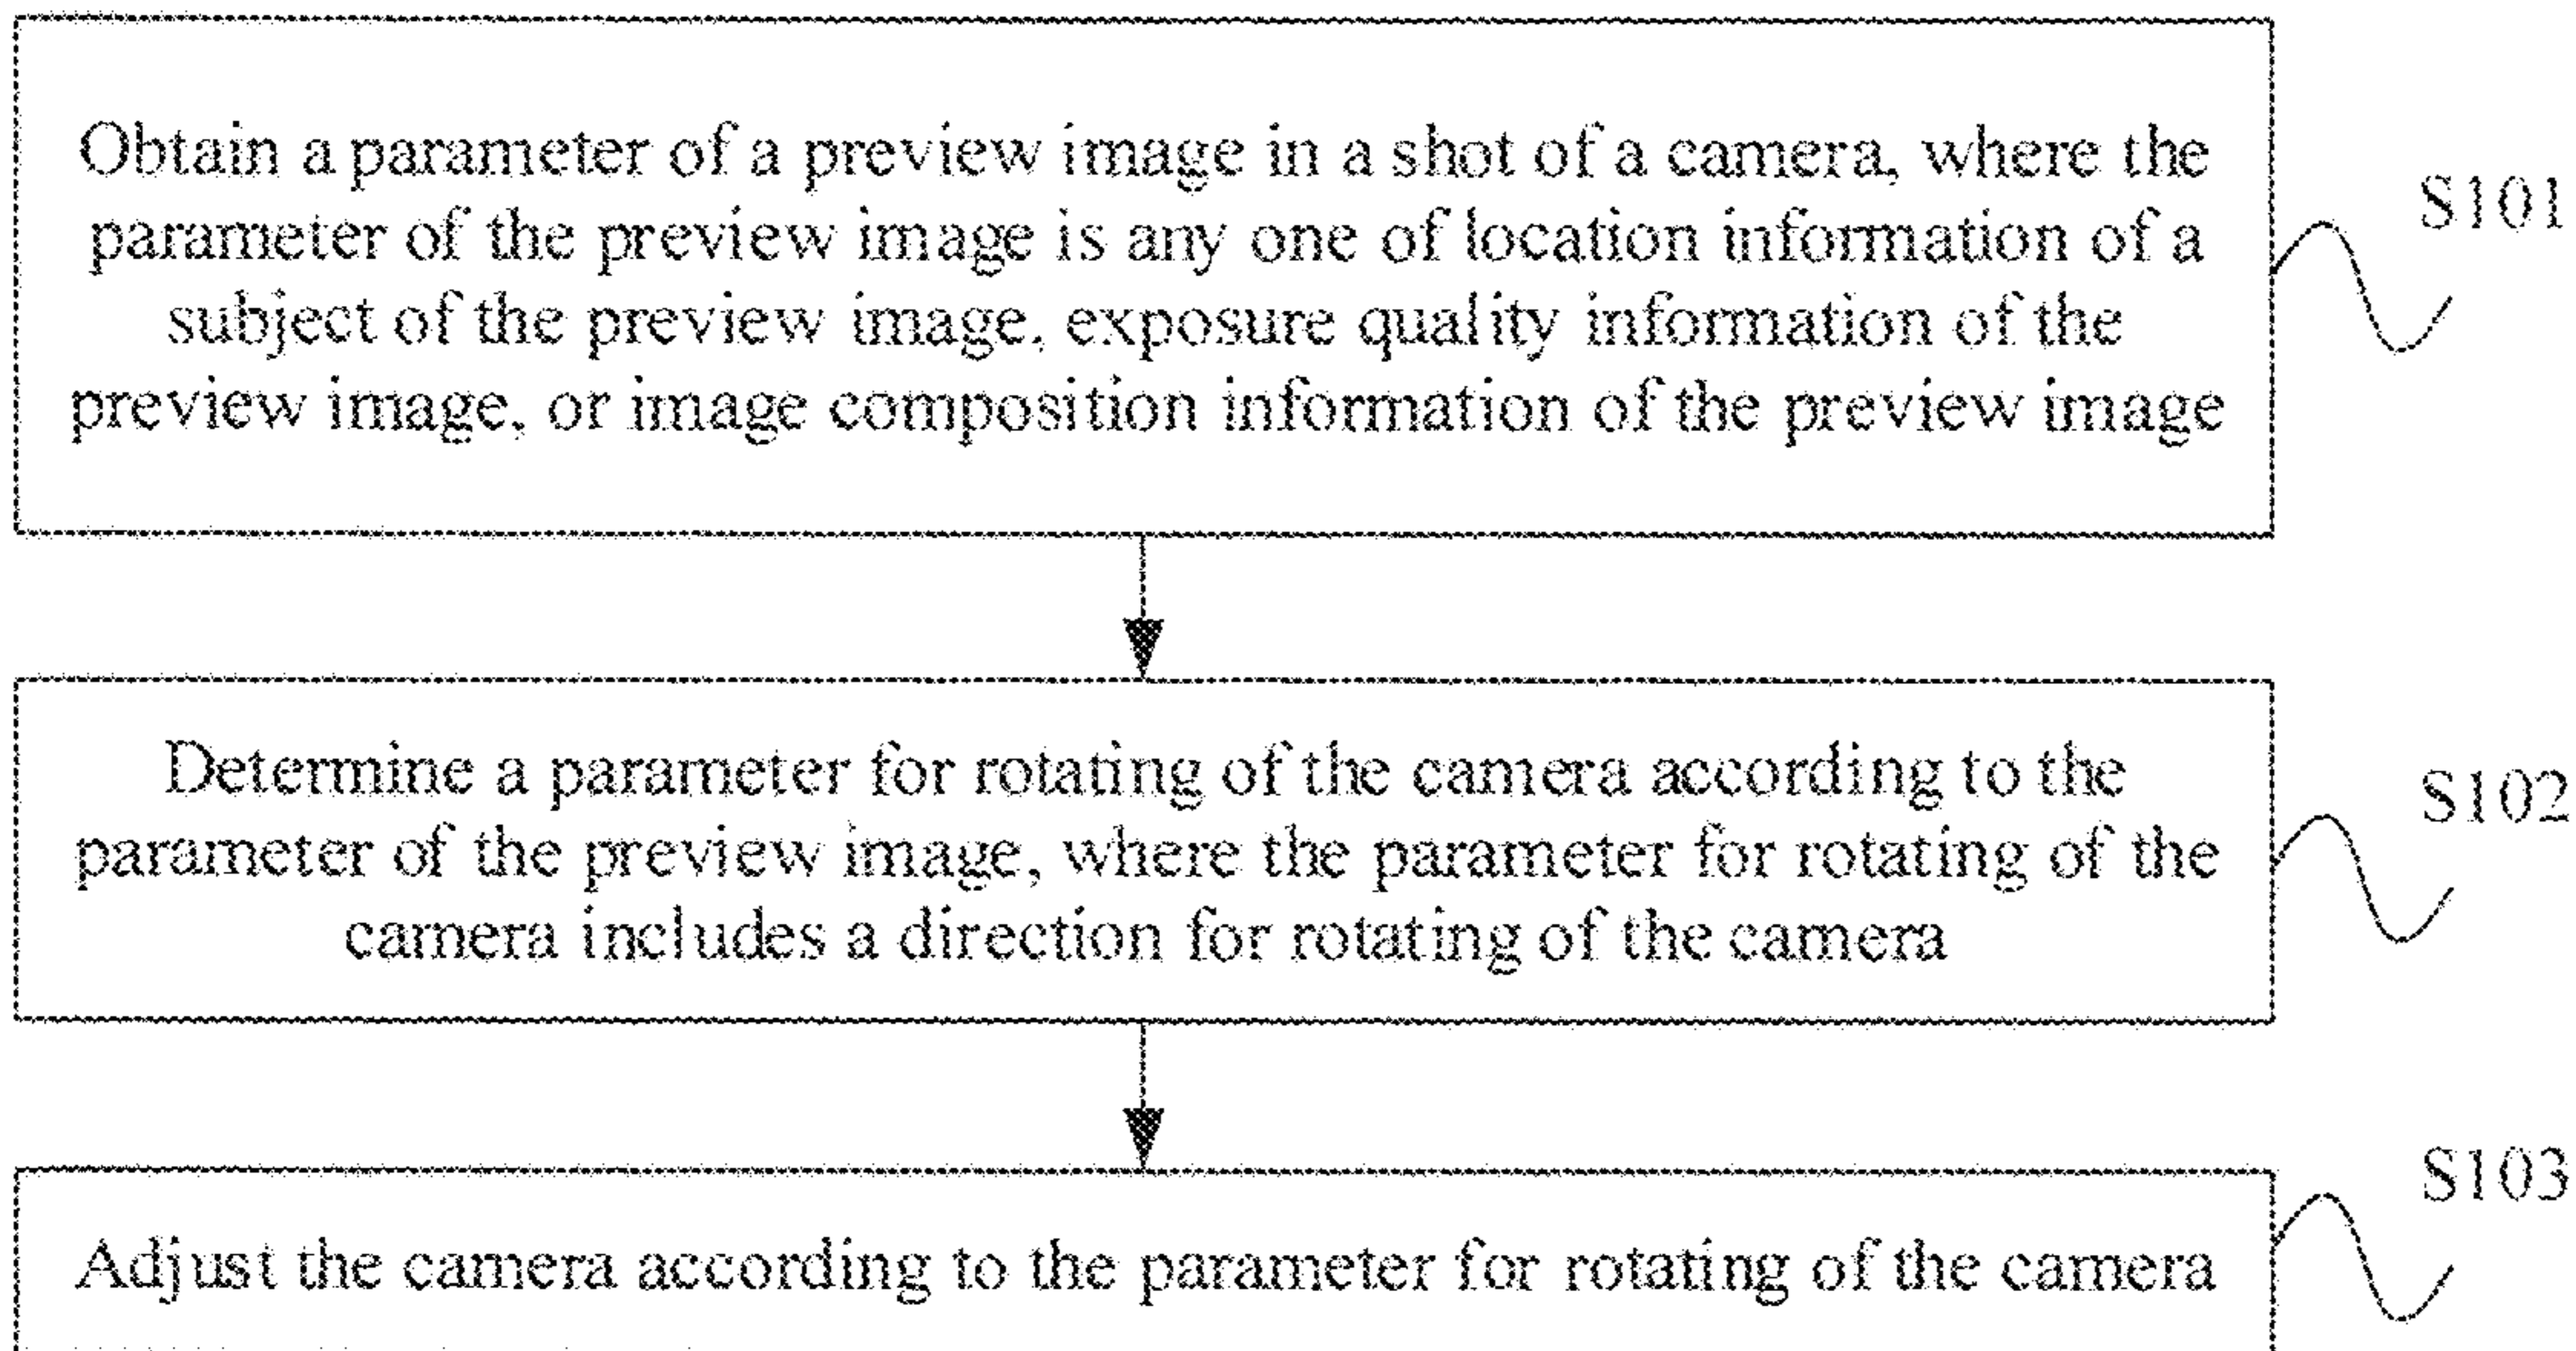 Obtain a parameter of a preview image in a shot of a camera, where the
parameter of the preview image is any one of location information of a
subject of the preview image, exposure quality information of the
preview image, or image composition information of the preview image
S101
Determine a parameter for rotating of the camera according to the
parameter of the preview image, where the parameter for rotating of the
camera includes a direction for rotating of the camera
S102
Adjust the camera according to the parameter for rotating of the camera
S103